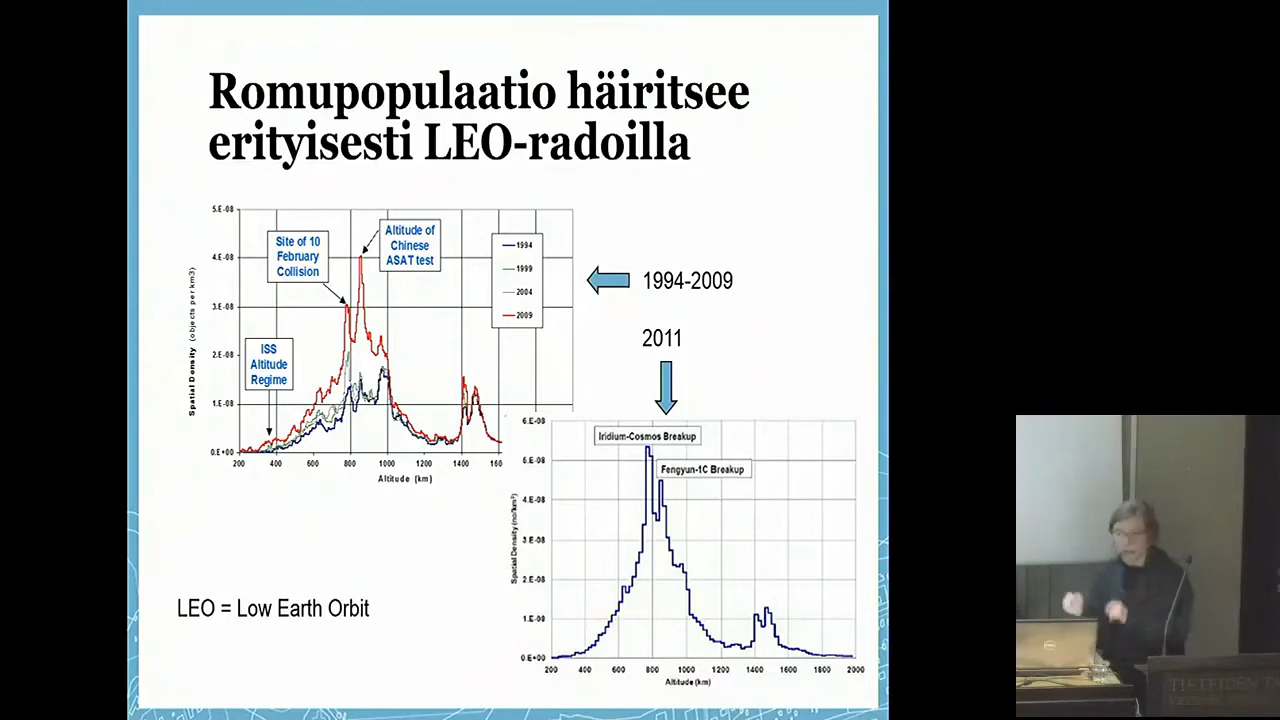 Romupopulaatio häiritsee
erityisesti LEO-radoilla
5.E-08
4.E-08
3.E-08
2.E-08
1.E-08
0.E+00
Spatial Density (objects per km3)
Site of 10
February
Collision
Altitude of
Chinese
ASAT test
ISS
Altitude
Regime
1994
1999
2004
2009
200
400
600
800
1000
1200
1400
160
Altitude (km)
1994-2009
2011
6.E-08
5.E-08
4.E-08
3.E-08
2.E-08
1.E-08
0.E+00
Spatial Density (no/km³)
Iridium-Cosmos Breakup
Fengyun-1C Breakup
200
400
600
800
1000
1200
1400
1600
1800
2000
Altitude (km)
LEO = Low Earth Orbit
DELL
TIETEIDEN